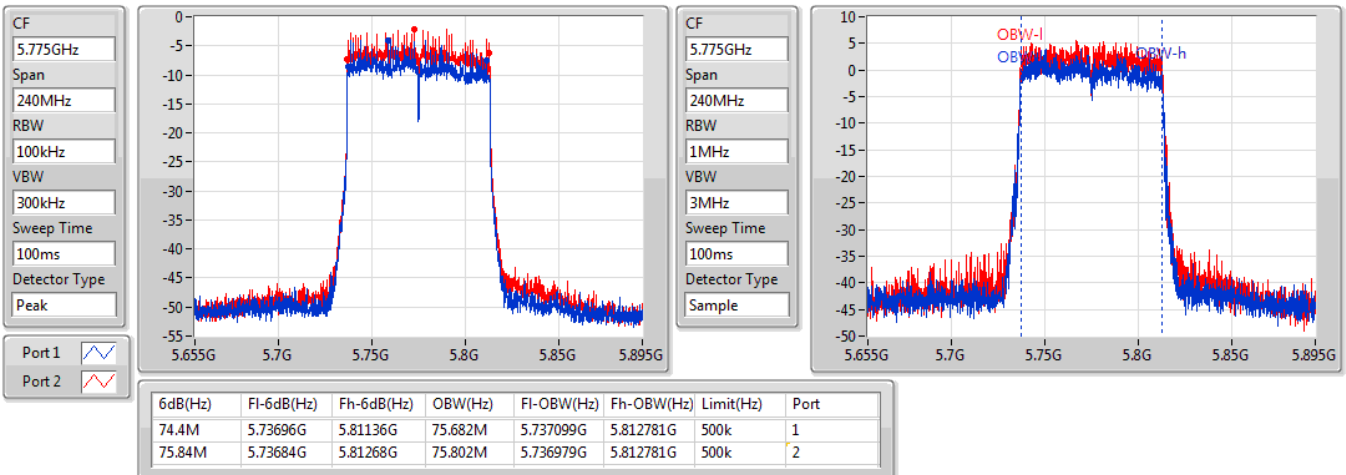 CF
5.775GHz
Span
240MHz
RBW
100kHz
VBW
300kHz
Sweep Time
100ms
Detector Type
Peak
0
-5
-10
-15
-20
-25
-30
-35
-40
-45
-50
-55
5.655G 5.7G 5.75G 5.8G 5.85G 5.895G
CF
5.775GHz
Span
240MHz
RBW
1MHz
VBW
3MHz
Sweep Time
100ms
Detector Type
Sample
10
5
0
-5
-10
-15
-20
-25
-30
-35
-40
-45
-50
OBW-l
5.655G 5.7G 5.75G 5.8G 5.85G 5.895G
Port 1
Port 2
6dB(Hz) Fl-6dB(Hz) Fh-6dB(Hz) OBW(Hz) Fl-OBW(Hz) Fh-OBW(Hz) Limit(Hz) Port
74.4M 5.73696G 5.81136G 75.682M 5.737099G 5.812781G 500k 1
75.84M 5.73684G 5.81268G 75.802M 5.736979G 5.812781G 500k 2